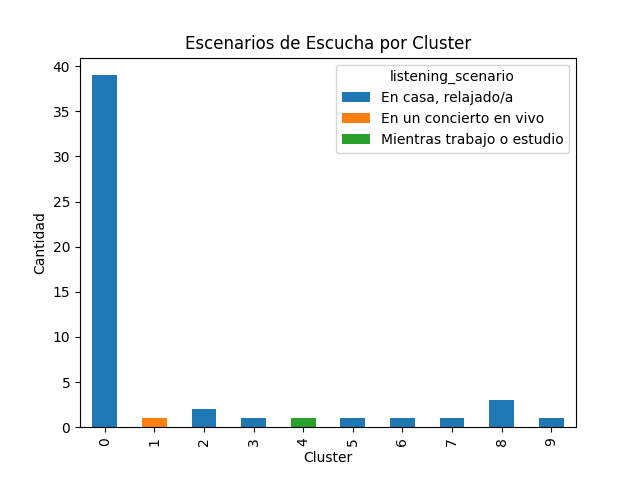 Escenarios de Escucha por Cluster
listening_scenario
En casa, relajado/a
En un concierto en vivo
Mientras trabajo o estudio
Cantidad
40
35
30
25
20
15
10
5
0
0 1 2 3 4 5 6 7 8 9
Cluster